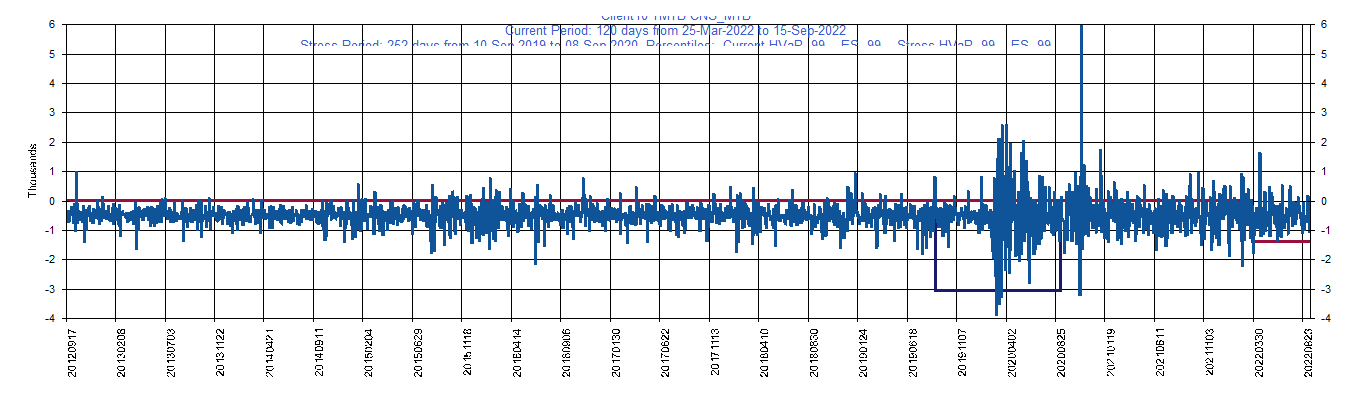 Client10 TMTB CNS_MTB
Current Period: 120 days from 25-Mar-2022 to 15-Sep-2022
Stress Period: 252 days from 10-Sep-2019 to 08-Sep-2020 Percentiles: Current HVaR 99 ES 99 Stress HVaR 99 ES 99
6 6
5 5
4 4
3 3
2 2
1 1
0 0
-1 -1
-2 -2
-3 -3
-4 -4
Thousands
20120917 20130208 20130703 20131122 20140421 20140911 20150204 20150629 20151118 20160414 20160906 20170130 20170622 20171113 20180410 20180830 20190124 20190618 20191107 20200402 20200825 20210119 20210611 20211103 20220330 20220823